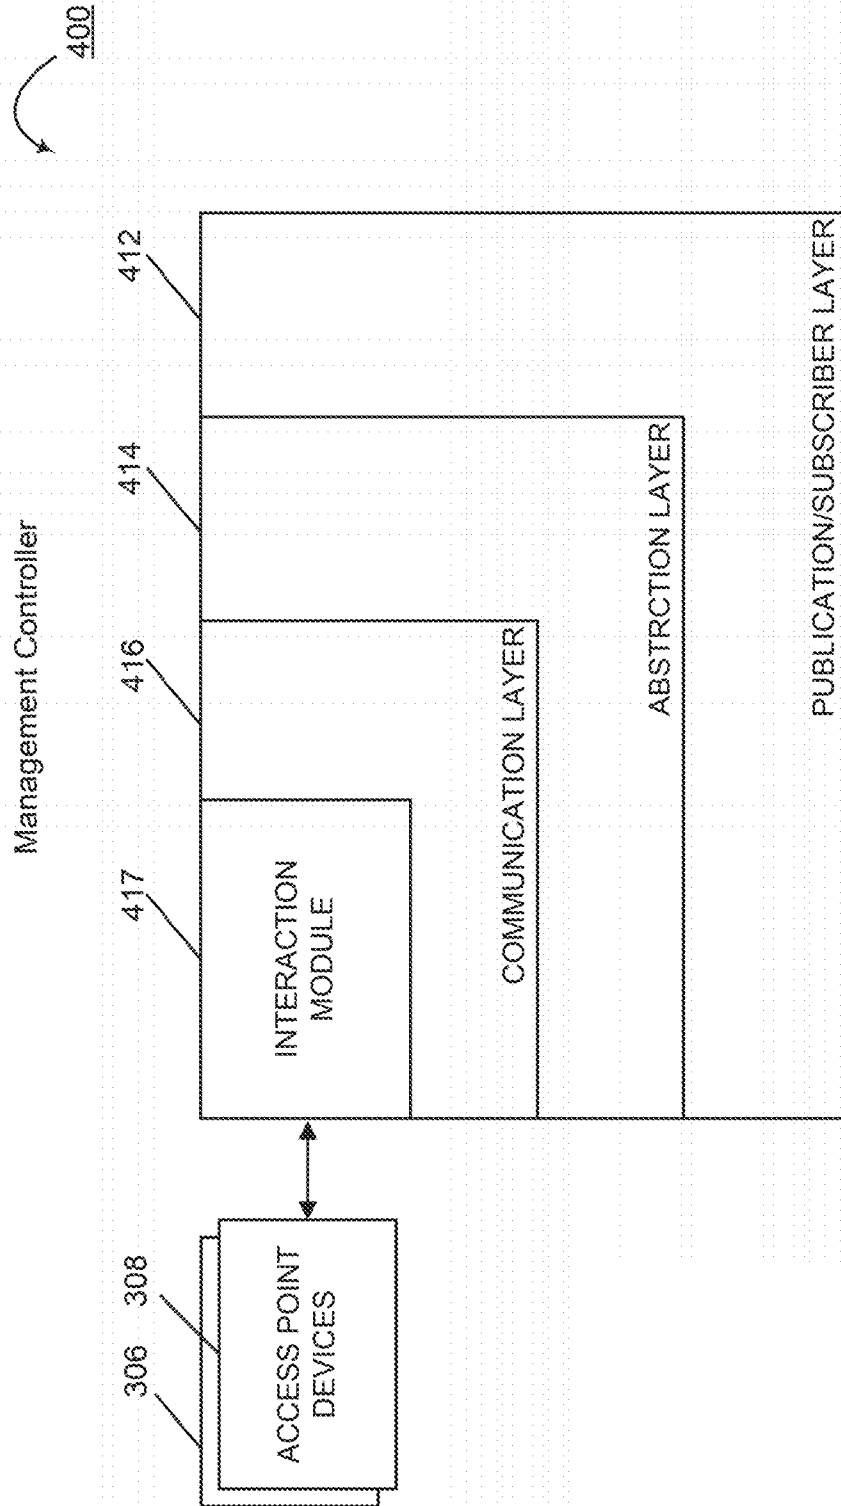 Management Controller
400
306
308
417
416
414
412
ACCESS POINT
DEVICES
INTERACTION
MODULE
COMMUNICATION LAYER
ABSTRCTION LAYER
PUBLICATION/SUBSCRIBER LAYER